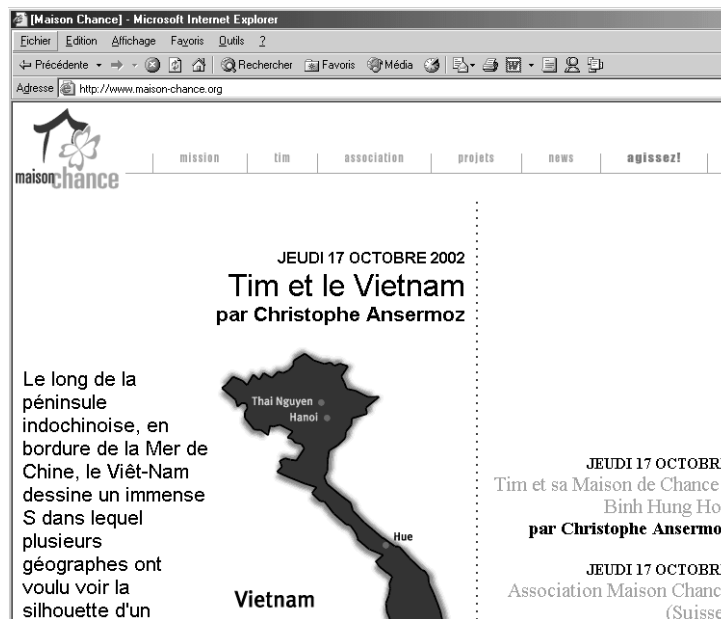 [Maison Chance] - Microsoft Internet Explorer
Fichier Edition Affichage Favoris Outils ?
Précédente Rechercher Favoris Média
Adresse http://www.maison-chance.org
maison chance
mission tim association projets news agissez!
JEUDI 17 OCTOBRE 2002
Tim et le Vietnam
par Christophe Ansermoz
Le long de la
péninsule
indochinoise, en
bordure de la Mer de
Chine, le Viêt-Nam
dessine un immense
S dans lequel
plusieurs
géographes ont
voulu voir la
silhouette d'un
Thai Nguyen
Hanoi
Hue
Vietnam
JEUDI 17 OCTOBRE
Tim et sa Maison de Chance
Binh Hung Ho
par Christophe Ansermo
JEUDI 17 OCTOBRE
Association Maison Chanc
(Suisse